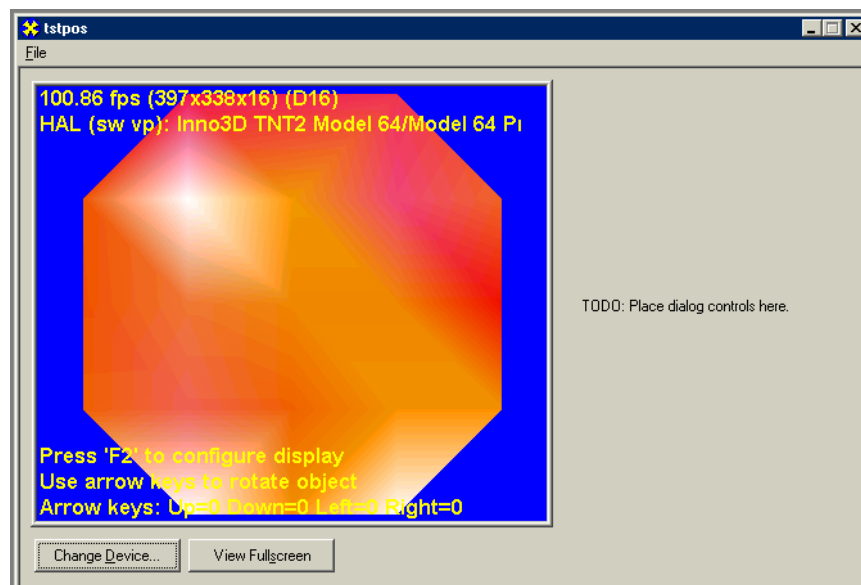 tstpos
File
100.86 fps (397x338x16) (D16)
HAL (sw vp): Inno3D TNT2 Model 64/Model 64
TODO: Place dialog controls here.
Press 'F2' to configure display
Use arrow keys to rotate object
Arrow keys: Up=0 Down=0 Left=0 Right=0
Change Device...
View Fullscreen